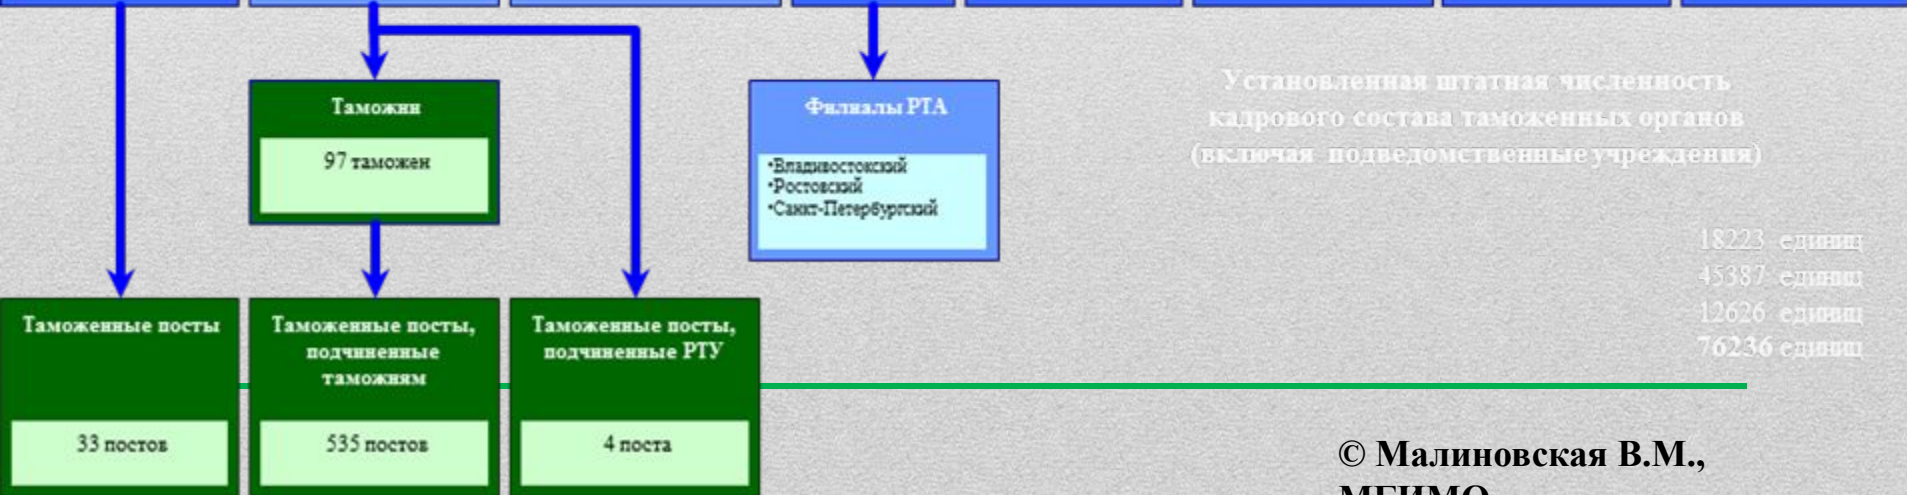 Таможни
97 таможен
Филиалы РТА
•Владивостокский
•Ростовский
•Санкт-Петербургский
Установленная штатная численность
кадрового состава таможенных органов
(включая подведомственные учреждения)
18223 единиц
45387 единиц
12626 единиц
76236 единиц
Таможенные посты
33 постов
Таможенные посты,
подчиненные
таможням
535 постов
Таможенные посты,
подчиненные РТУ
4 поста
© Малиновская В.М.,
МГИМО